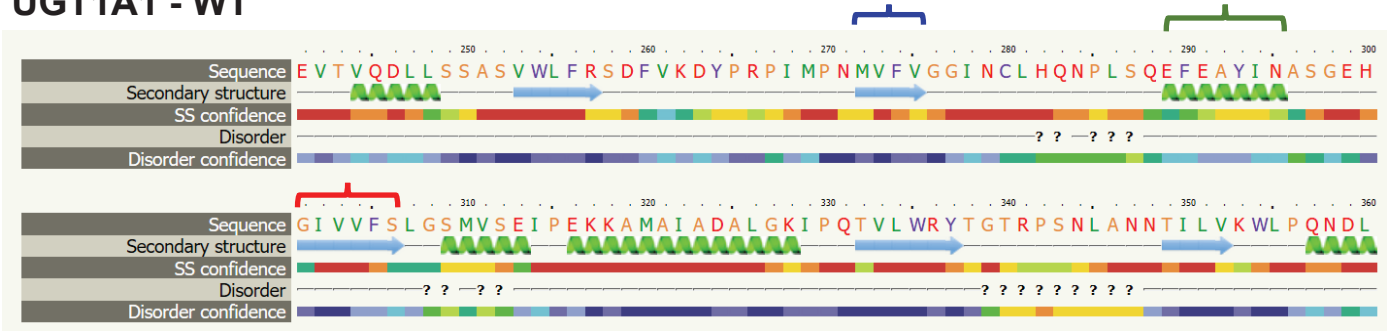 UGT1A1 - WT
250 260 270 280 290 300
Sequence E V T V Q D L L S S A S V W L F R S D F V K D Y P R P I M P N M V F V G G I N C L H Q N P L S Q E F E A Y I N A S G E H
Secondary structure
SS confidence
Disorder ? ? ? ? ?
Disorder confidence
310 320 330 340 350 360
Sequence G I V V F S L G S M V S E I P E K K A M A I A D A L G K I P Q T V L W R Y T G T R P S N L A N N T I L V K W L P Q N D L
Secondary structure
SS confidence
Disorder ? ? ? ? ? ? ? ? ? ? ? ? ?
Disorder confidence